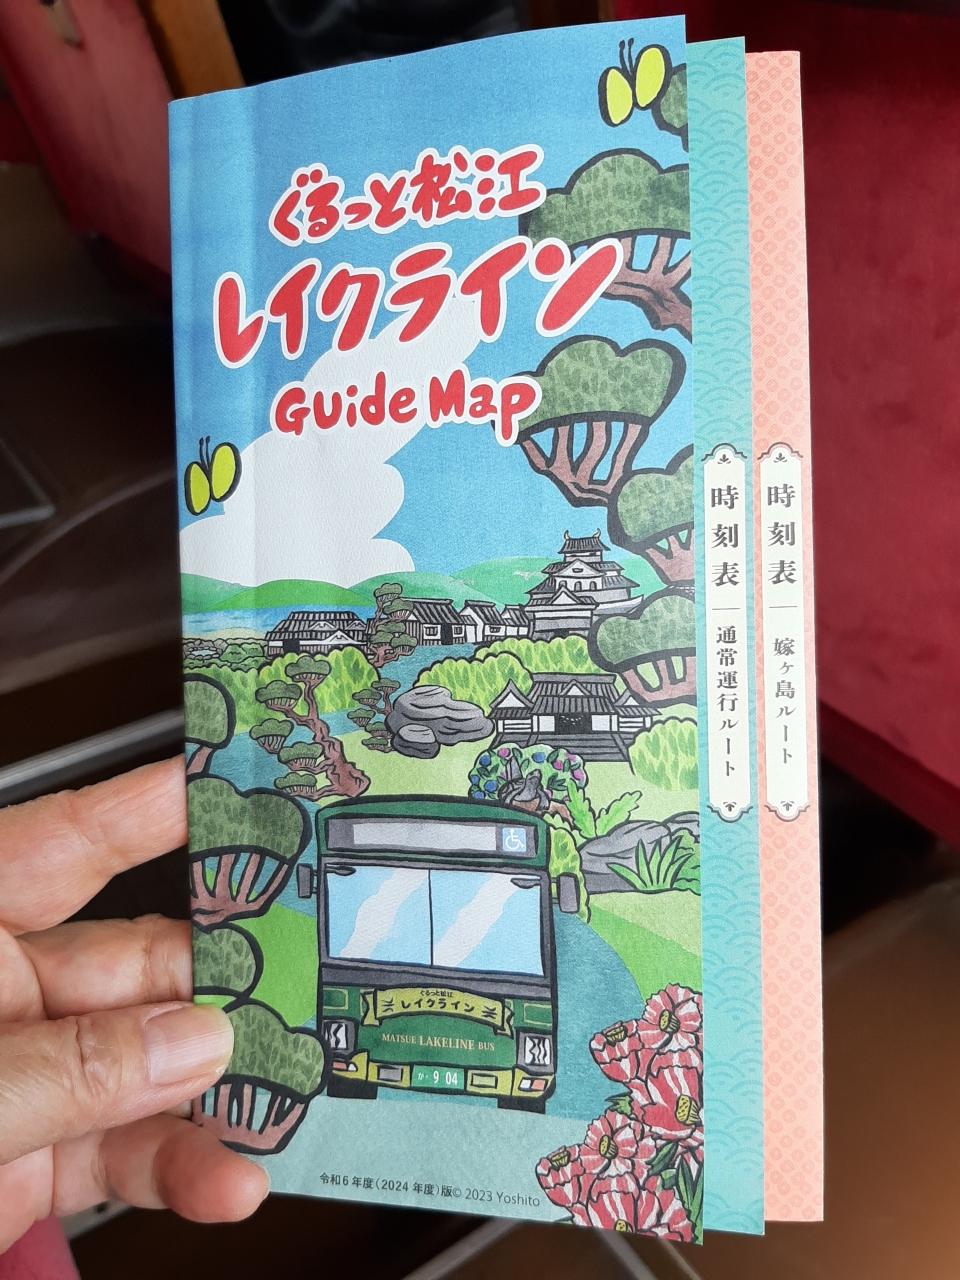 ぐるっと松江
レイクライン
Guide Map
時刻表｜通常運行ルート
時刻表｜嫁ヶ島ルート
ぐるっと松江
レイクライン
MATSUE LAKELINE BUS
が・904
令和6年度(2024年度)版© 2023 Yoshito